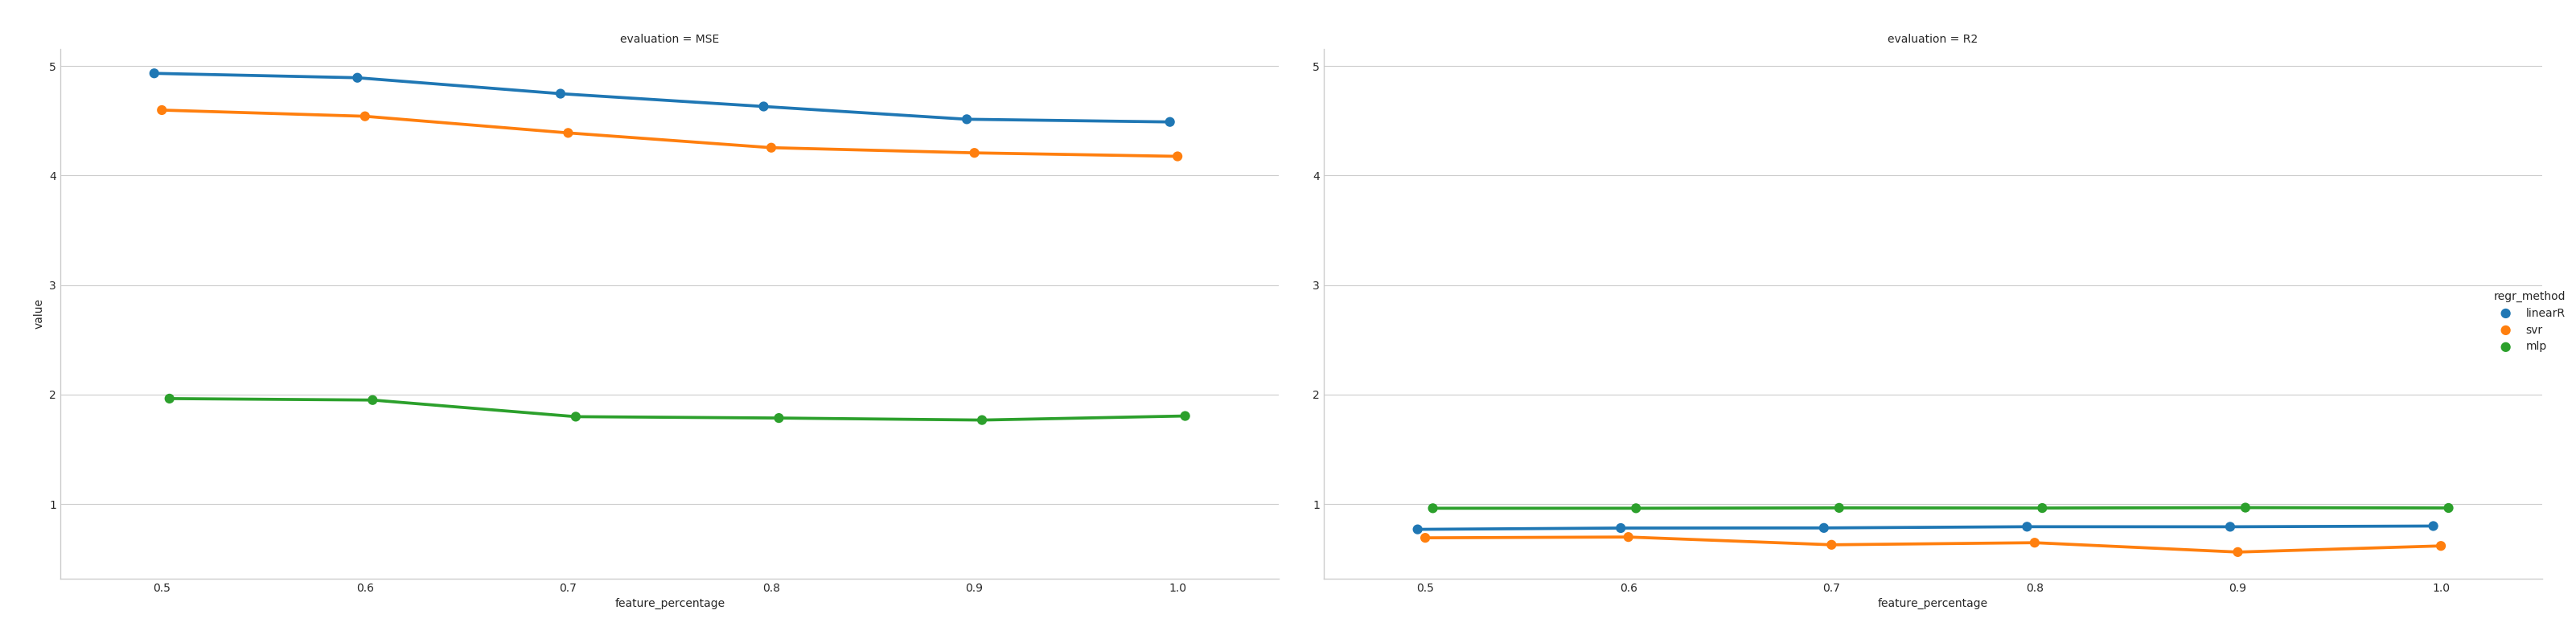 evaluation = MSE
5
4
3
2
1
value
0.5 0.6 0.7 0.8 0.9 1.0
feature_percentage
evaluation = R2
5
4
3
2
1
0.5 0.6 0.7 0.8 0.9 1.0
feature_percentage
regr_method
linearR
svr
mlp